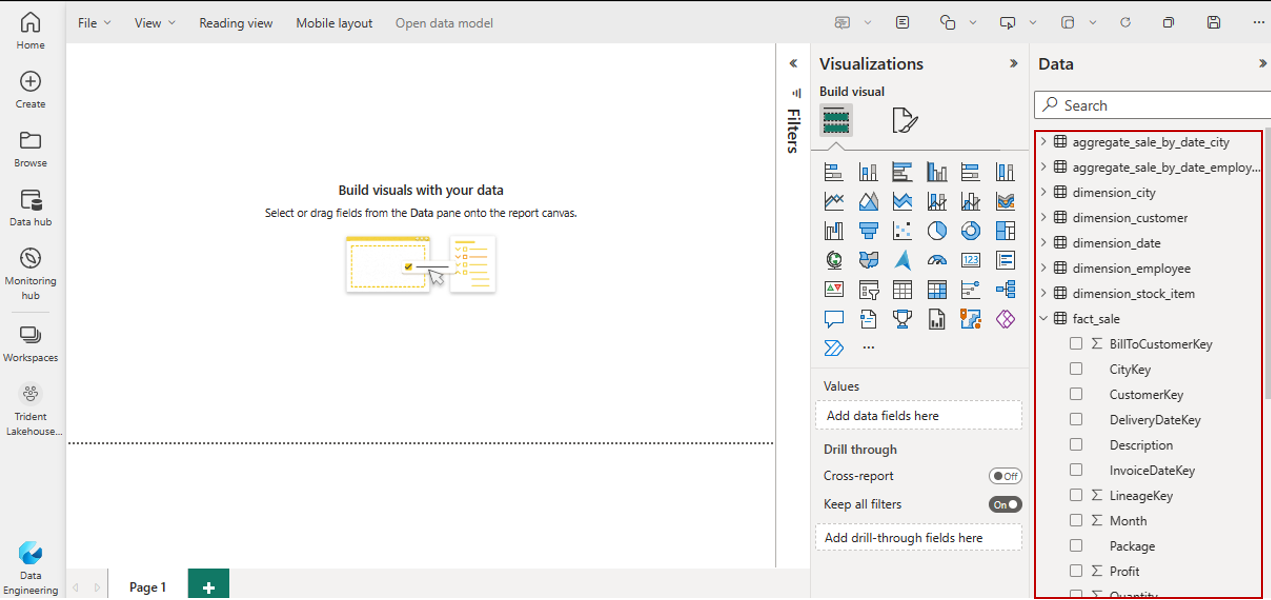 File
View
Reading view
Mobile layout
Open data model
Home
Create
Browse
Data hub
Monitoring
hub
Workspaces
Trident
Lakehouse...
Data
Engineering
Build visuals with your data
Select or drag fields from the Data pane onto the report canvas.
Page 1
+
Filters
Visualizations
Build visual
123
...
Values
Add data fields here
Drill through
Cross-report
Off
Keep all filters
On
Add drill-through fields here
Data
Search
aggregate_sale_by_date_city
aggregate_sale_by_date_employ...
dimension_city
dimension_customer
dimension_date
dimension_employee
dimension_stock_item
fact_sale
Σ BillToCustomerKey
CityKey
CustomerKey
DeliveryDateKey
Description
InvoiceDateKey
Σ LineageKey
Σ Month
Package
Σ Profit
Σ Quantity